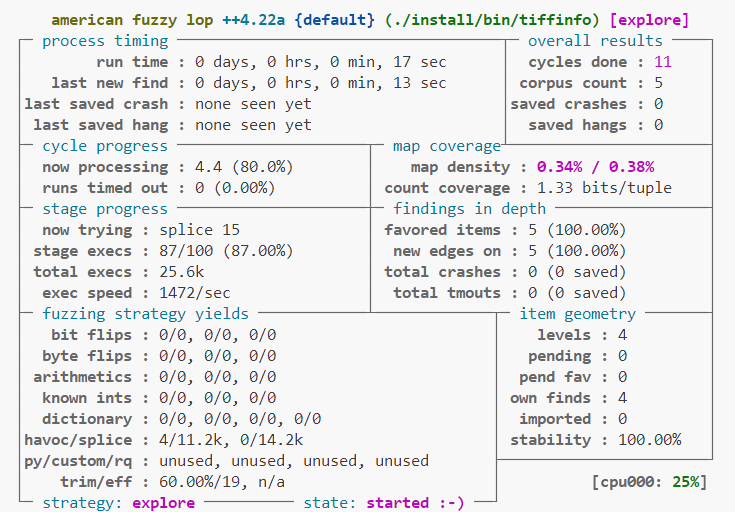 american fuzzy lop ++4.22a {default} (./install/bin/tiffinfo) [explore]
process timing overall results
run time : 0 days, 0 hrs, 0 min, 17 sec cycles done : 11
last new find : 0 days, 0 hrs, 0 min, 13 sec corpus count : 5
last saved crash : none seen yet saved crashes : 0
last saved hang : none seen yet saved hangs : 0
cycle progress map coverage
now processing : 4.4 (80.0%) map density : 0.34% / 0.38%
runs timed out : 0 (0.00%) count coverage : 1.33 bits/tuple
stage progress findings in depth
now trying : splice 15 favored items : 5 (100.00%)
stage execs : 87/100 (87.00%) new edges on : 5 (100.00%)
total execs : 25.6k total crashes : 0 (0 saved)
exec speed : 1472/sec total tmouts : 0 (0 saved)
fuzzing strategy yields item geometry
bit flips : 0/0, 0/0, 0/0 levels : 4
byte flips : 0/0, 0/0, 0/0 pending : 0
arithmetics : 0/0, 0/0, 0/0 pend fav : 0
known ints : 0/0, 0/0, 0/0 own finds : 4
dictionary : 0/0, 0/0, 0/0, 0/0 imported : 0
havoc/splice : 4/11.2k, 0/14.2k stability : 100.00%
py/custom/rq : unused, unused, unused, unused
trim/eff : 60.00%/19, n/a [cpu000: 25%]
strategy: explore state: started :-)